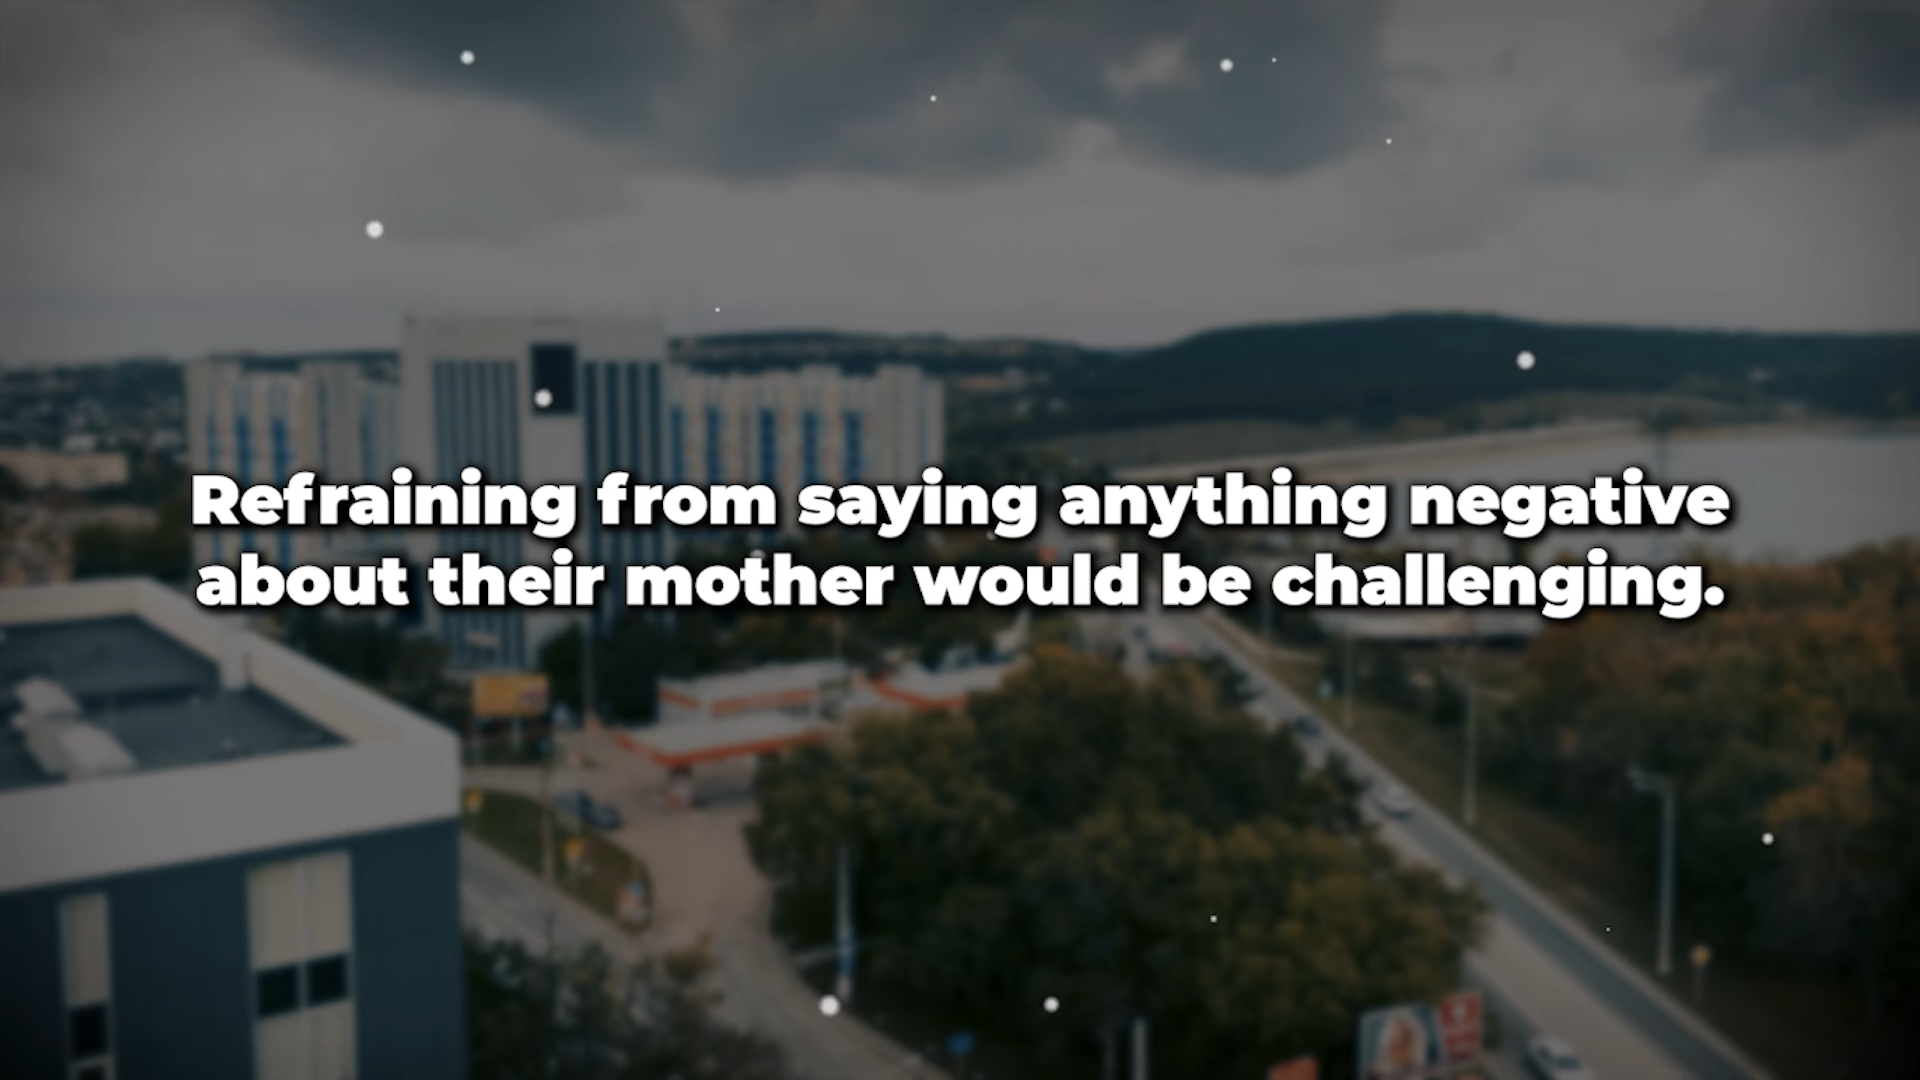 Refraining from saying anything negative
about their mother would be challenging.